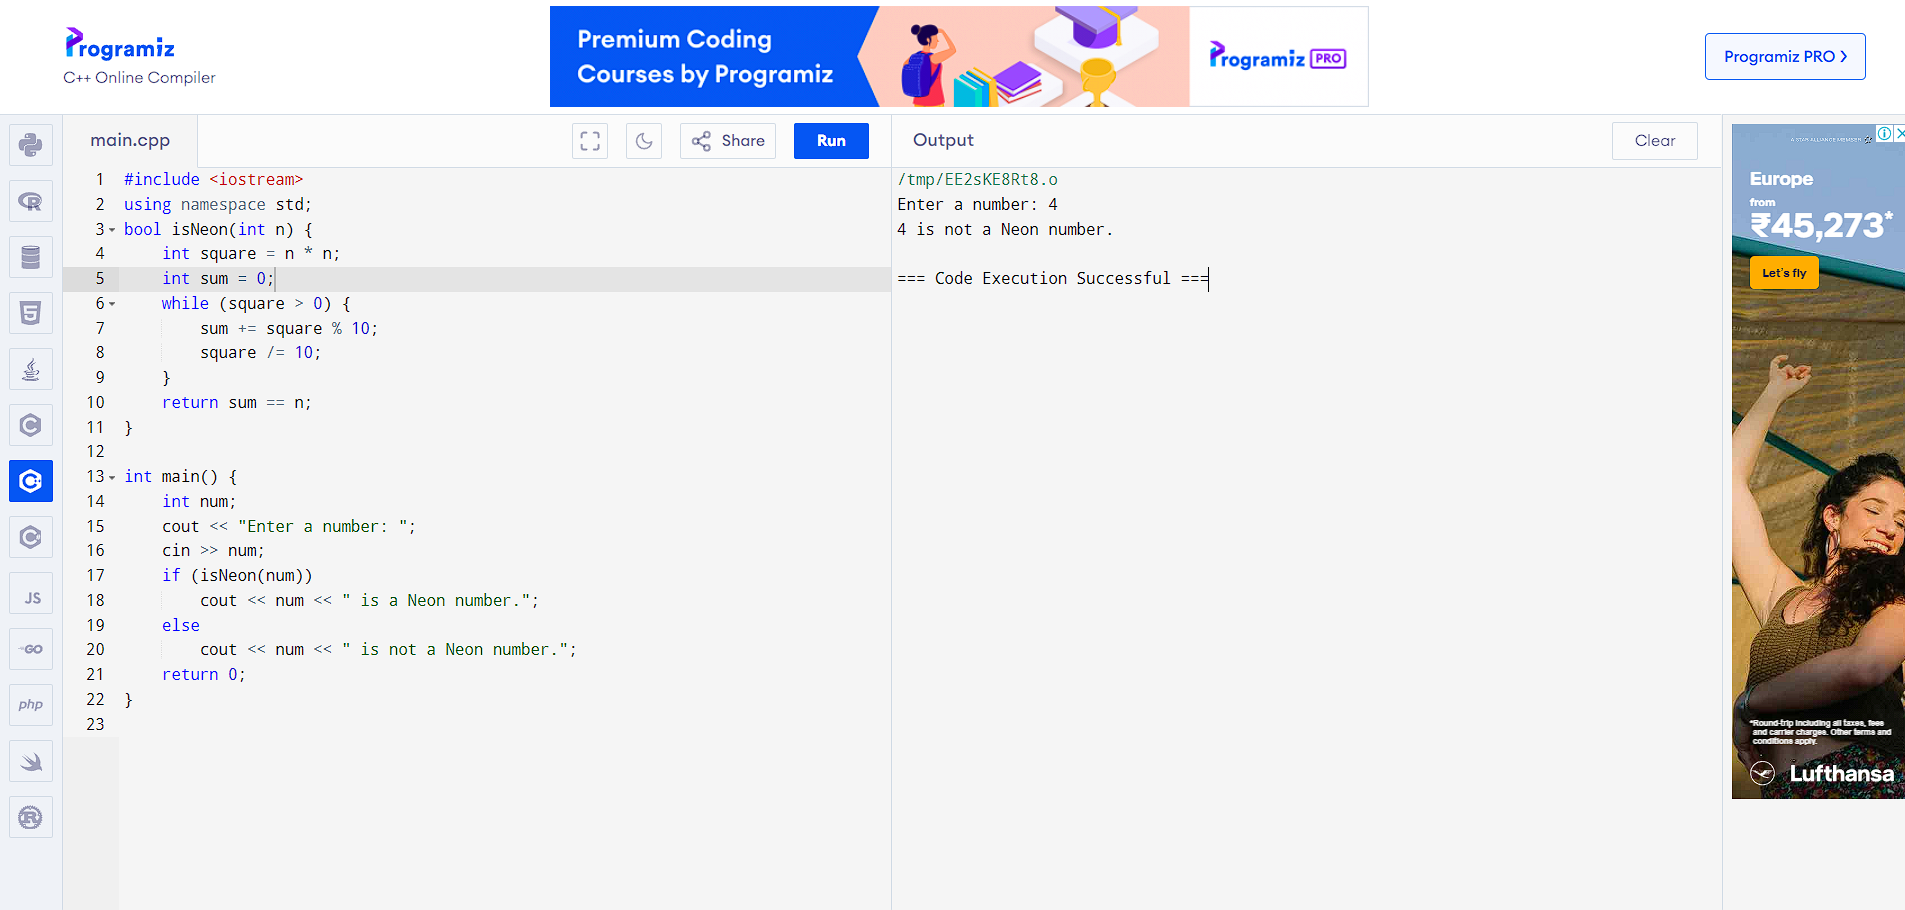 Programiz
C++ Online Compiler
Premium Coding
Courses by Programiz
Programiz PRO
Programiz PRO
main.cpp
Share
Run
Output
Clear
1 #include <iostream>
2 using namespace std;
3 bool isNeon(int n) {
4 int square = n * n;
5 int sum = 0;
6 while (square > 0) {
7 sum += square % 10;
8 square /= 10;
9 }
10 return sum == n;
11 }
12
13 int main() {
14 int num;
15 cout << "Enter a number: ";
16 cin >> num;
17 if (isNeon(num))
18 cout << num << " is a Neon number.";
19 else
20 cout << num << " is not a Neon number.";
21 return 0;
22 }
23
/tmp/EE2sKE8Rt8.o
Enter a number: 4
4 is not a Neon number.
=== Code Execution Successful ===
JS
GO
php
A STAR ALLIANCE MEMBER
Europe
from
₹45,273*
Let's fly
*Round-trip including all taxes, fees
and carrier charges. Other terms and
conditions apply.
Lufthansa